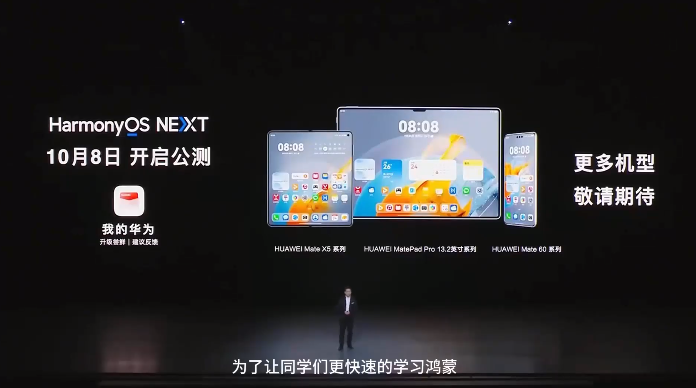 HarmonyOS NEXT
10月8日 开启公测
我的华为
升级尝鲜 | 建议反馈
08:08
08:08
08:08
HUAWEI Mate X5 系列
HUAWEI MatePad Pro 13.2英寸系列
HUAWEI Mate 60 系列
更多机型
敬请期待
为了让同学们更快速的学习鸿蒙